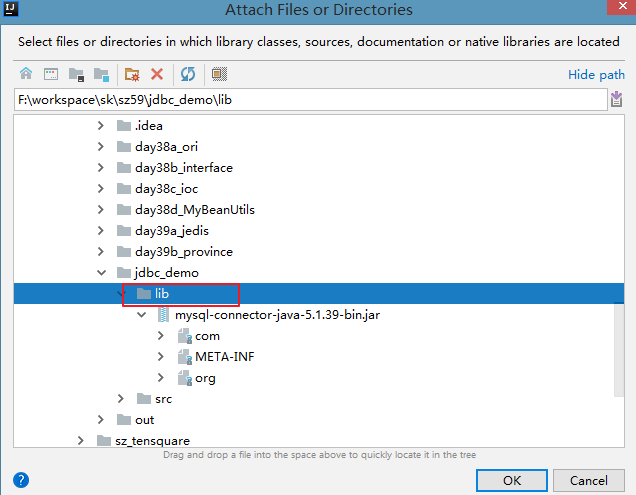 Attach Files or Directories
Select files or directories in which library classes, sources, documentation or native libraries are located
Hide path
F:\workspace\sk\sz59\jdbc_demo\lib
.idea
day38a_ori
day38b_interface
day38c_ioc
day38d_MyBeanUtils
day39a_jedis
day39b_province
jdbc_demo
lib
mysql-connector-java-5.1.39-bin.jar
com
META-INF
org
src
out
sz_tensquare
Drag and drop a file into the space above to quickly locate it in the tree
? OK Cancel